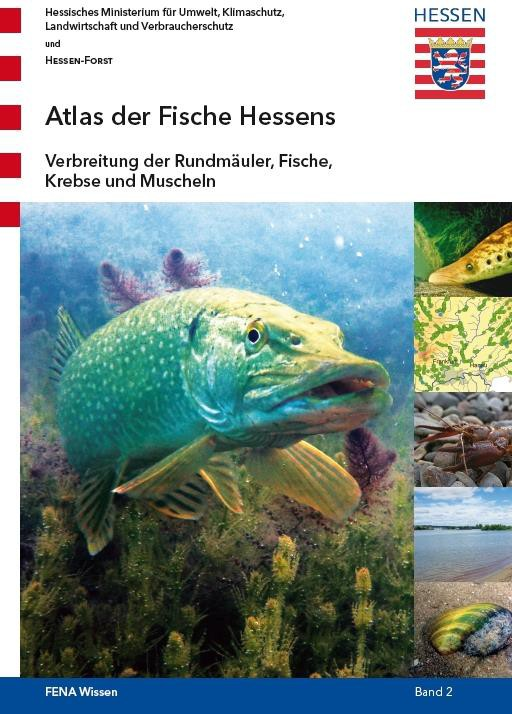 Hessisches Ministerium für Umwelt, Klimaschutz,
Landwirtschaft und Verbraucherschutz
und
HESSEN-FORST
HESSEN
Atlas der Fische Hessens
Verbreitung der Rundmäuler, Fische,
Krebse und Muscheln
Hanau
FENA Wissen
Band 2